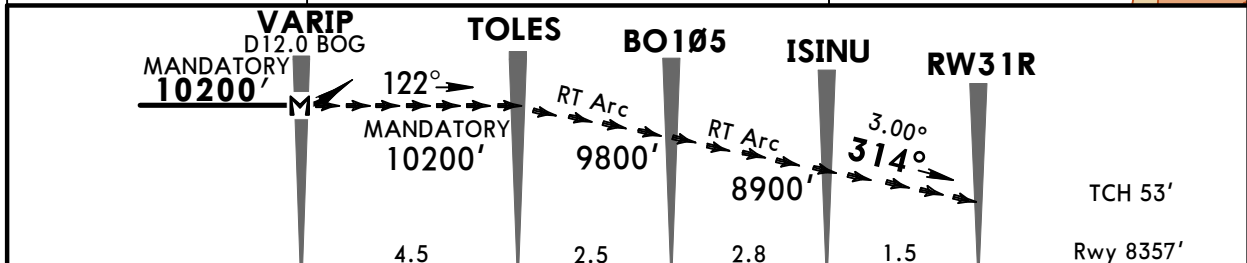 VARIP
D12.0 BOG
MANDATORY
10200'
122°
MANDATORY
10200'
TOLES
RT Arc
9800'
BO1Ø5
RT Arc
8900'
ISINU
3.00°
314°
RW31R
TCH 53'
4.5
2.5
2.8
1.5
Rwy 8357'
M